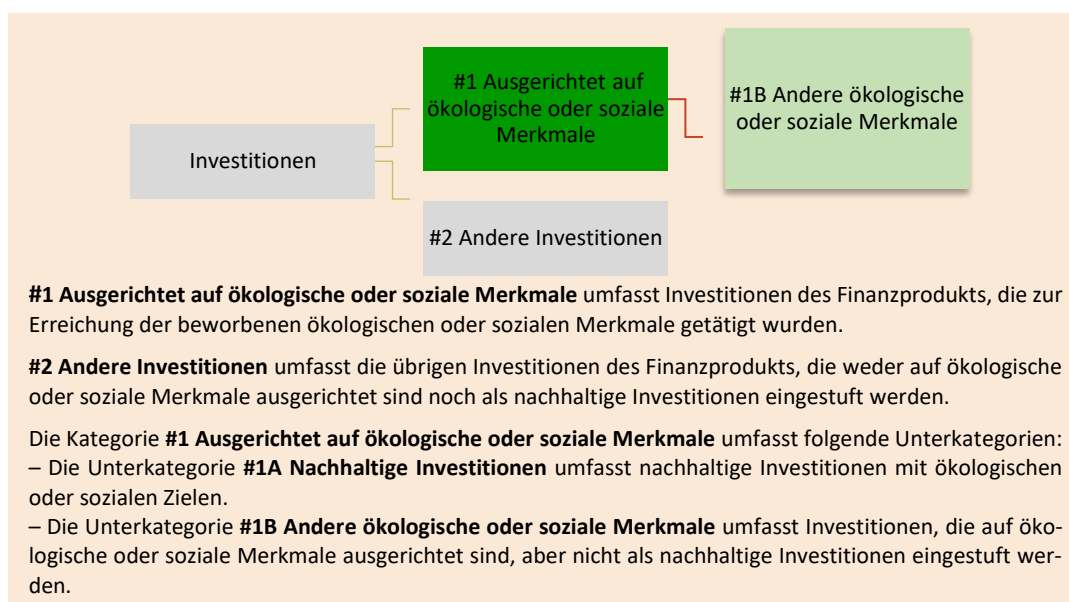 #1 Ausgerichtet auf
ökologische oder soziale
Merkmale
#1B Andere ökologische
oder soziale Merkmale
Investitionen
#2 Andere Investitionen
#1 Ausgerichtet auf ökologische oder soziale Merkmale umfasst Investitionen des Finanzprodukts, die zur
Erreichung der beworbenen ökologischen oder sozialen Merkmale getätigt wurden.
#2 Andere Investitionen umfasst die übrigen Investitionen des Finanzprodukts, die weder auf ökologische
oder soziale Merkmale ausgerichtet sind noch als nachhaltige Investitionen eingestuft werden.
Die Kategorie #1 Ausgerichtet auf ökologische oder soziale Merkmale umfasst folgende Unterkategorien:
– Die Unterkategorie #1A Nachhaltige Investitionen umfasst nachhaltige Investitionen mit ökologischen
oder sozialen Zielen.
– Die Unterkategorie #1B Andere ökologische oder soziale Merkmale umfasst Investitionen, die auf öko-
logische oder soziale Merkmale ausgerichtet sind, aber nicht als nachhaltige Investitionen eingestuft wer-
den.